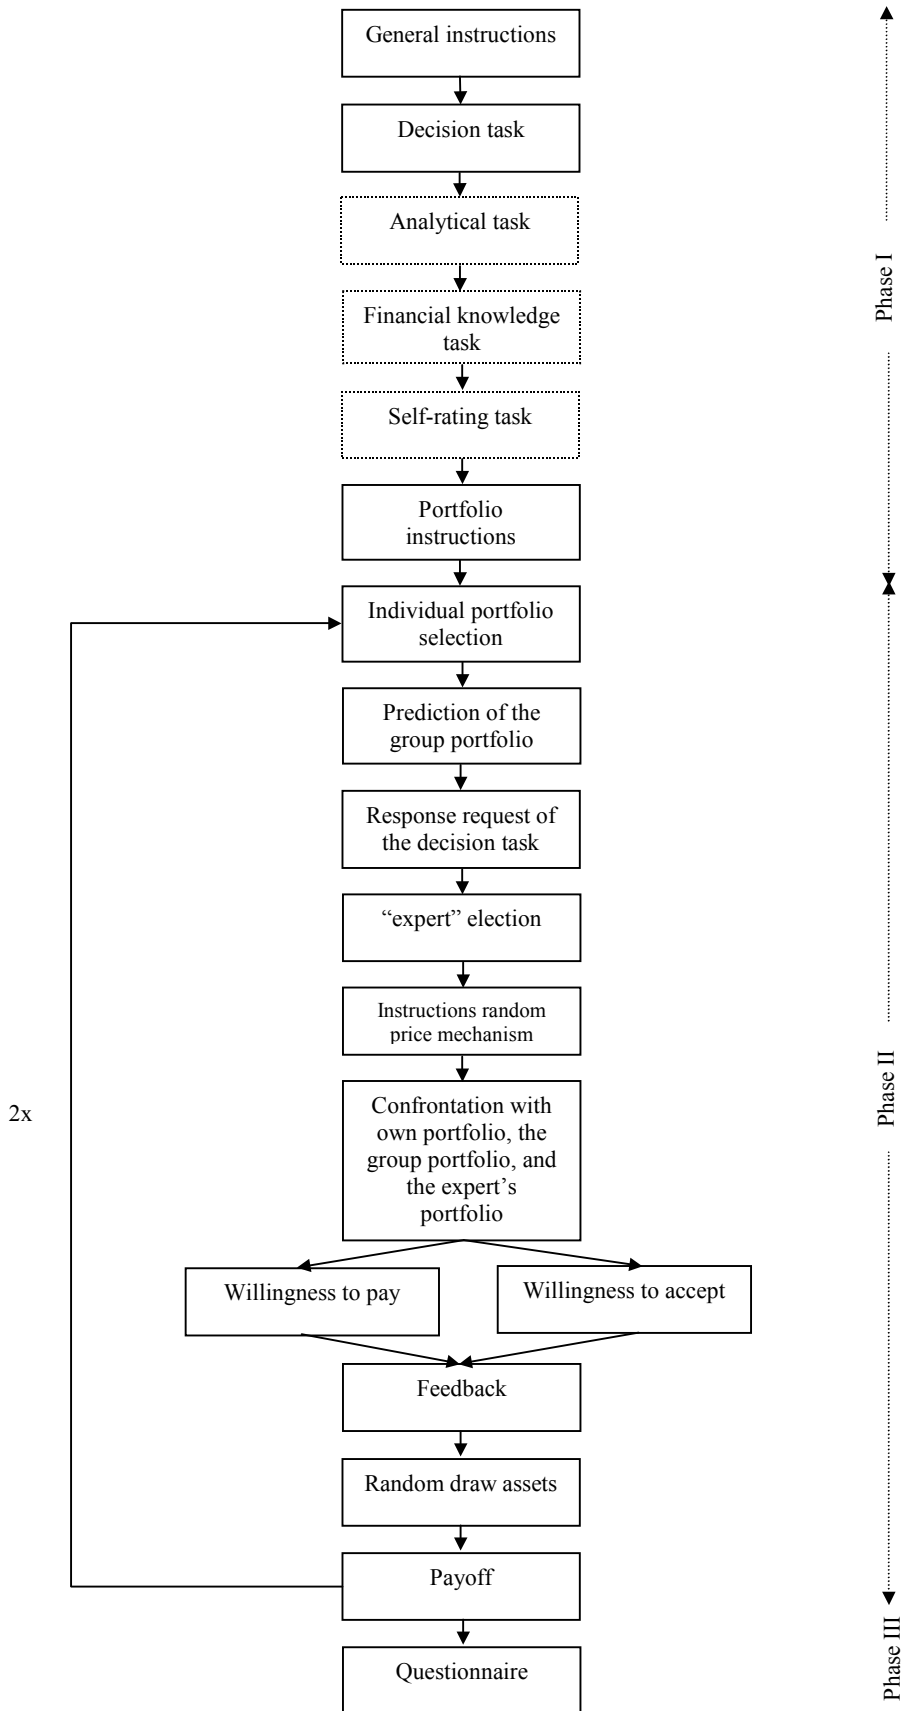 General instructions
Decision task
Analytical task
Financial knowledge
task
Self-rating task
Portfolio
instructions
Phase I
Individual portfolio
selection
Prediction of the
group portfolio
Response request of
the decision task
“expert” election
Instructions random
price mechanism
Confrontation with
own portfolio, the
group portfolio, and
the expert’s
portfolio
2x
Phase II
Willingness to pay
Willingness to accept
Feedback
Random draw assets
Payoff
Questionnaire
Phase III